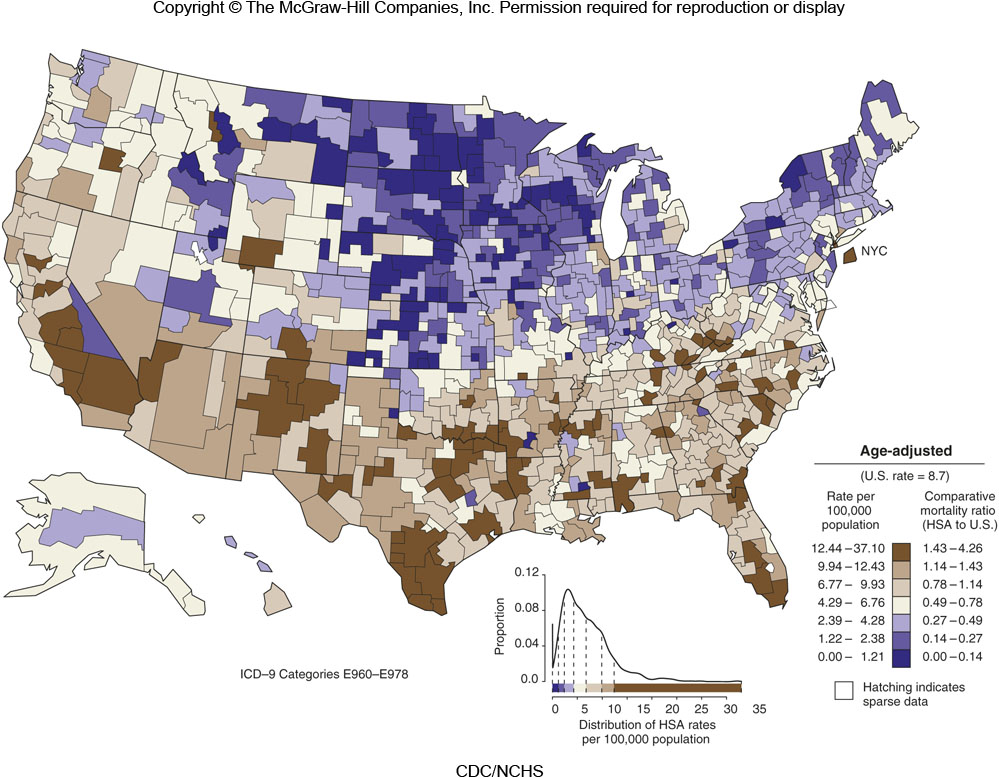 Copyright © The McGraw-Hill Companies, Inc. Permission required for reproduction or display
NYC
Age-adjusted
(U.S. rate = 8.7)
Rate per
100,000
population
Comparative
mortality ratio
(HSA to U.S.)
12.44 – 37.10 1.43 – 4.26
9.94 – 12.43 1.14 – 1.43
6.77 – 9.93 0.78 – 1.14
4.29 – 6.76 0.49 – 0.78
2.39 – 4.28 0.27 – 0.49
1.22 – 2.38 0.14 – 0.27
0.00 – 1.21 0.00 – 0.14
Hatching indicates
sparse data
ICD–9 Categories E960–E978
Proportion
0.12
0.08
0.04
0.0
0 5 10 15 20 25 30 35
Distribution of HSA rates
per 100,000 population
CDC/NCHS